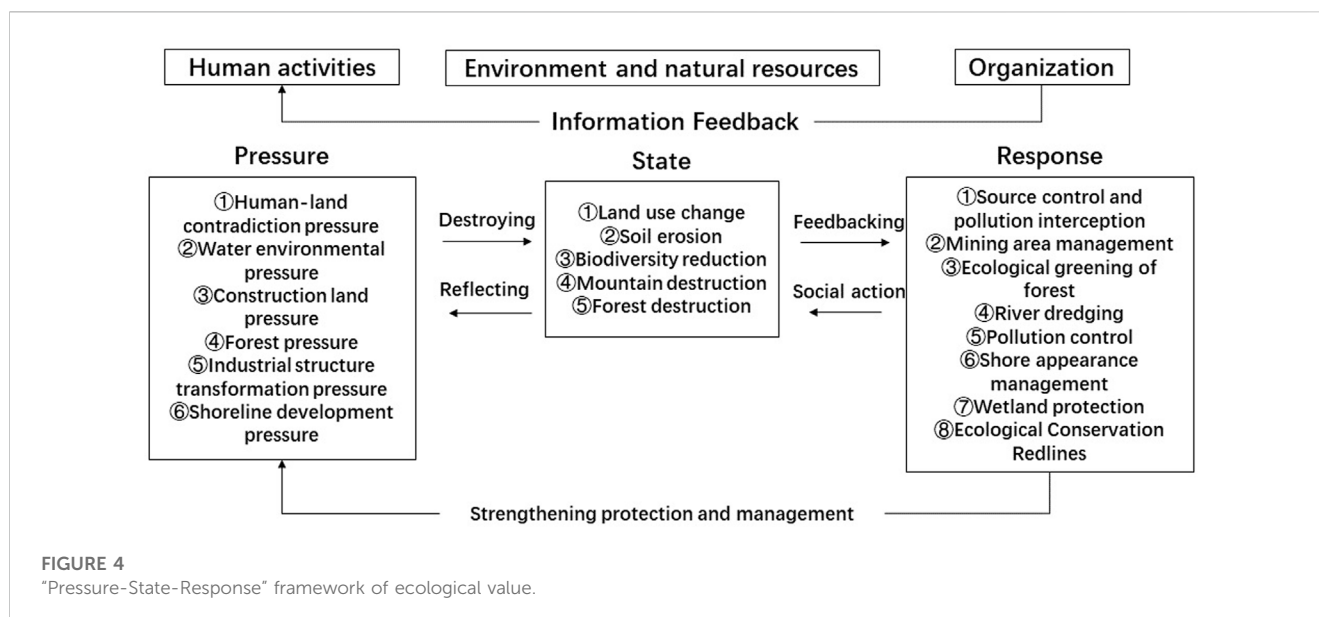 Human activities
Environment and natural resources
Organization
Information Feedback
Pressure
State
Response
①Human-land
contradiction pressure
②Water environmental
pressure
③Construction land
pressure
④Forest pressure
⑤Industrial structure
transformation pressure
⑥Shoreline development
pressure
Destroying
Reflecting
①Land use change
②Soil erosion
③Biodiversity reduction
④Mountain destruction
⑤Forest destruction
Feedbacking
Social action
①Source control and
pollution interception
②Mining area management
③Ecological greening of
forest
④River dredging
⑤Pollution control
⑥Shore appearance
management
⑦Wetland protection
⑧Ecological Conservation
Redlines
Strengthening protection and management
FIGURE 4
"Pressure-State-Response" framework of ecological value.